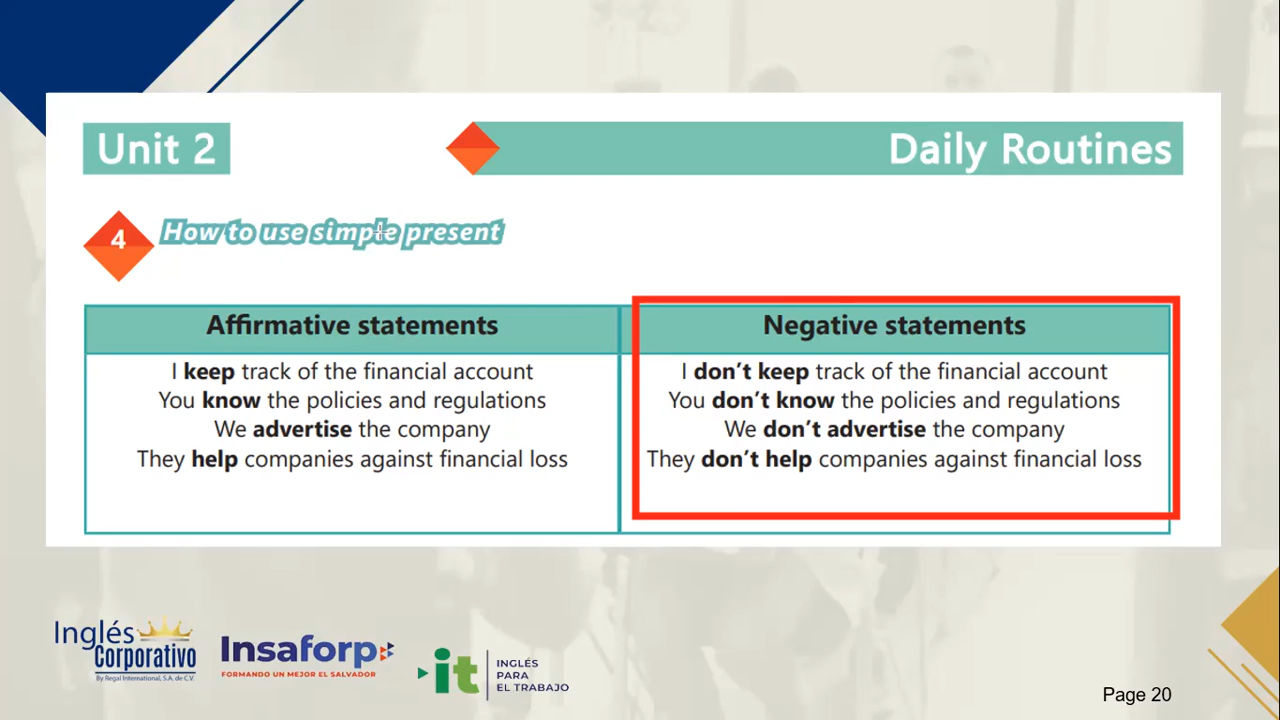 Unit 2
Daily Routines
4
How to use simple present
Affirmative statements
I keep track of the financial account
You know the policies and regulations
We advertise the company
They help companies against financial loss
Negative statements
I don't keep track of the financial account
You don't know the policies and regulations
We don't advertise the company
They don't help companies against financial loss
Inglés
Corporativo
By Regal International, S.A. de C.V.
Insaforp
FORMANDO UN MEJOR EL SALVADOR
it
INGLÉS
PARA
EL TRABAJO
Page 20